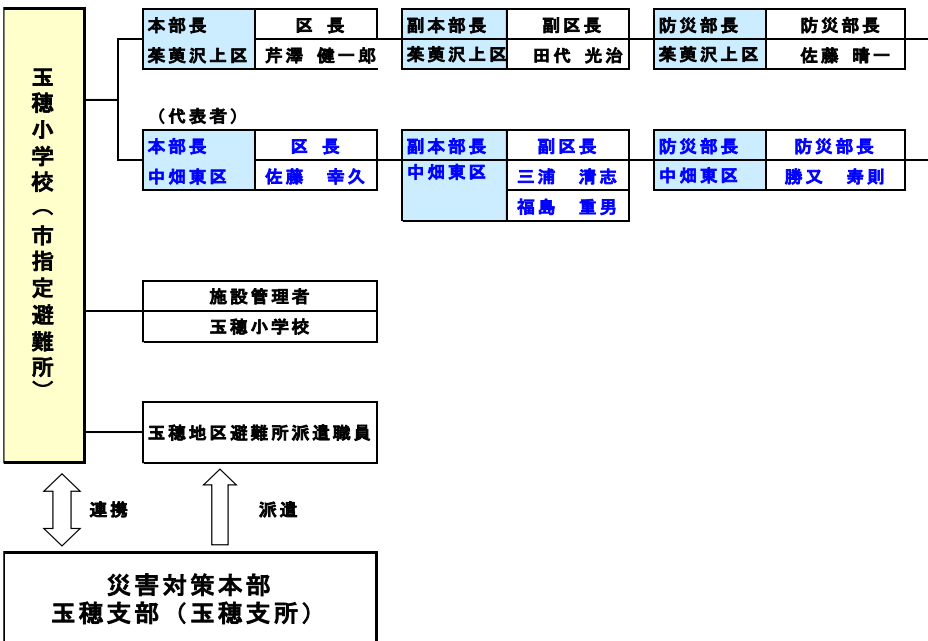 玉穂小学校（市指定避難所）
本部長 区 長 副本部長 副区長 防災部長 防災部長
茱萸沢上区 芹澤 健一郎 茱萸沢上区 田代 光治 茱萸沢上区 佐藤 晴一
（代表者）
本部長 区 長 副本部長 副区長 防災部長 防災部長
中畑東区 佐藤 幸久 中畑東区 三浦 清志 中畑東区 勝又 寿則
福島 重男
施設管理者
玉穂小学校
玉穂地区避難所派遣職員
連携 派遣
災害対策本部
玉穂支部（玉穂支所）